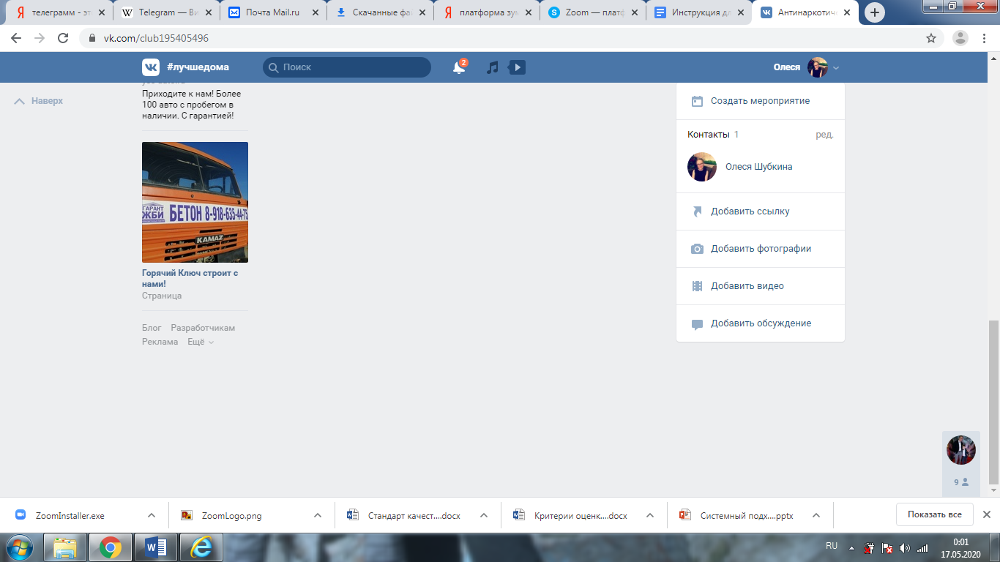 телеграмм - эт
Telegram — Ви
Почта Mail.ru
Скачанные фа
платформа зум
Zoom — платф
Инструкция дл
Антинаркотич
vk.com/club195405496
#лучшедома
Поиск
2
Олеся
Наверх
Приходите к нам! Более
100 авто с пробегом в
наличии. С гарантией!
ГАРАНТ
ЖБИ
БЕТОН 8-918-635-44-75
KAMAZ
Горячий Ключ строит с
нами!
Страница
Блог Разработчикам
Реклама Ещё
Создать мероприятие
Контакты 1 ред.
Олеся Шубкина
Добавить ссылку
Добавить фотографии
Добавить видео
Добавить обсуждение
9
ZoomInstaller.exe
ZoomLogo.png
Стандарт качест....docx
Критерии оценк....docx
Системный подх....pptx
Показать все
RU
0:01
17.05.2020